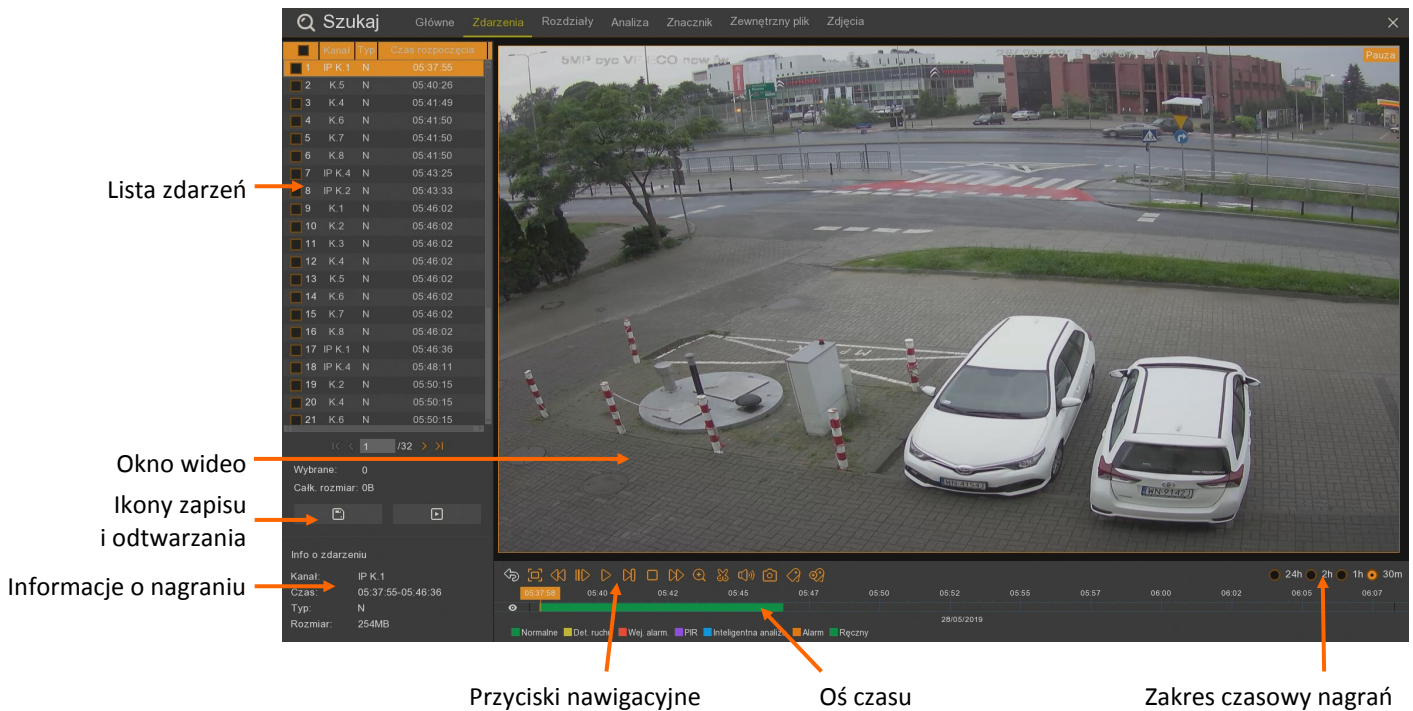 Szukaj
Główne Zdarzenia Rozdziały Analiza Znacznik Zewnętrzny plik Zdjęcia
Kanał Typ Czas rozpoczęcia
1 IP K.1 N 05:37:55
2 K.5 N 05:40:26
3 K.4 N 05:41:49
4 K.6 N 05:41:50
5 K.7 N 05:41:50
6 K.8 N 05:41:50
7 IP K.4 N 05:43:25
8 IP K.2 N 05:43:33
9 K.1 N 05:46:02
10 K.2 N 05:46:02
11 K.3 N 05:46:02
12 K.4 N 05:46:02
13 K.5 N 05:46:02
14 K.6 N 05:46:02
15 K.7 N 05:46:02
16 K.8 N 05:46:02
17 IP K.1 N 05:46:36
18 IP K.4 N 05:48:11
19 K.2 N 05:50:15
20 K.4 N 05:50:15
21 K.6 N 05:50:15
1 /32
Wybrane: 0
Całk. rozmiar: 0B
Info o zdarzeniu
Kanał: IP K.1
Czas: 05:37:55-05:46:36
Typ: N
Rozmiar: 254MB
Pauza
24h 2h 1h 30m
05:37:58 05:40 05:42 05:45 05:47 05:50 05:52 05:55 05:57 06:00 06:02 06:05 06:07
28/05/2019
Normalne Det. ruchu Wej. alarm. PIR Inteligentna analiza Alarm Ręczny
Lista zdarzeń
Okno wideo
Ikony zapisu
i odtwarzania
Informacje o nagraniu
Przyciski nawigacyjne
Oś czasu
Zakres czasowy nagrań